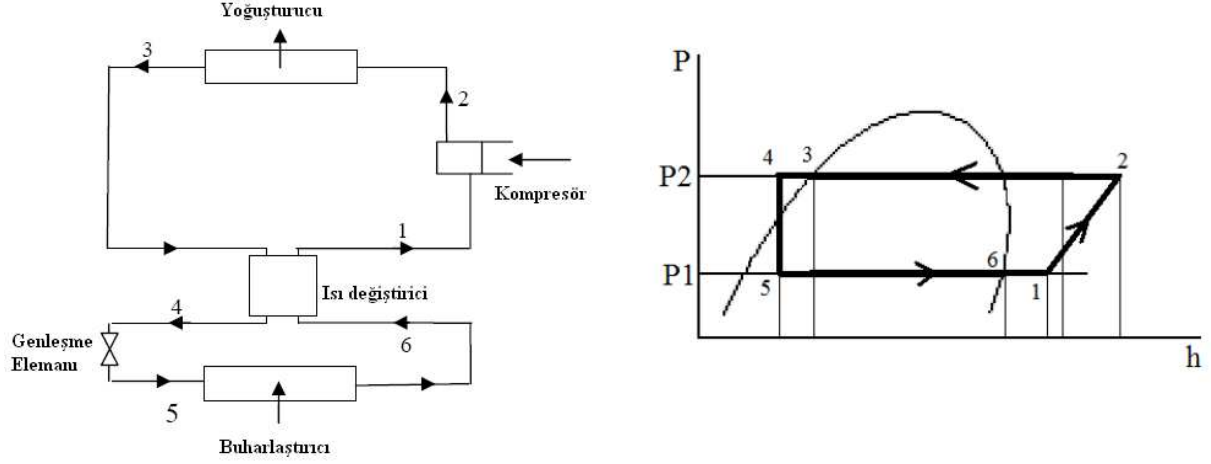 Yoğuşturucu
3
2
Kompresör
1
Isı değiştirici
4
6
Genleşme
Elemanı
5
Buharlaştırıcı
P
P2
4
3
2
P1
5
6
1
h